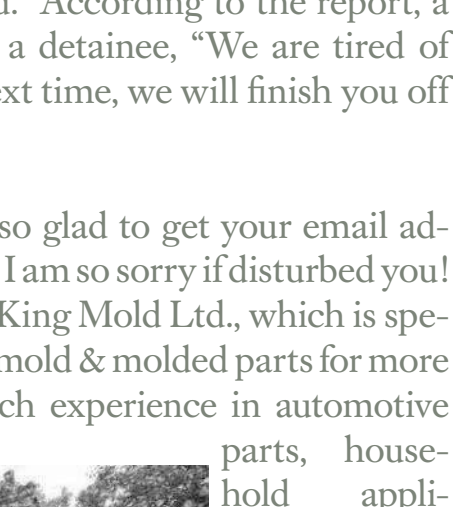 According to the report, a
a detainee, “We are tired of
time, we will finish you off
so glad to get your email ad-
I am so sorry if disturbed you!
King Mold Ltd., which is spe-
mold & molded parts for more
experience in automotive
parts, house-
hold appli-